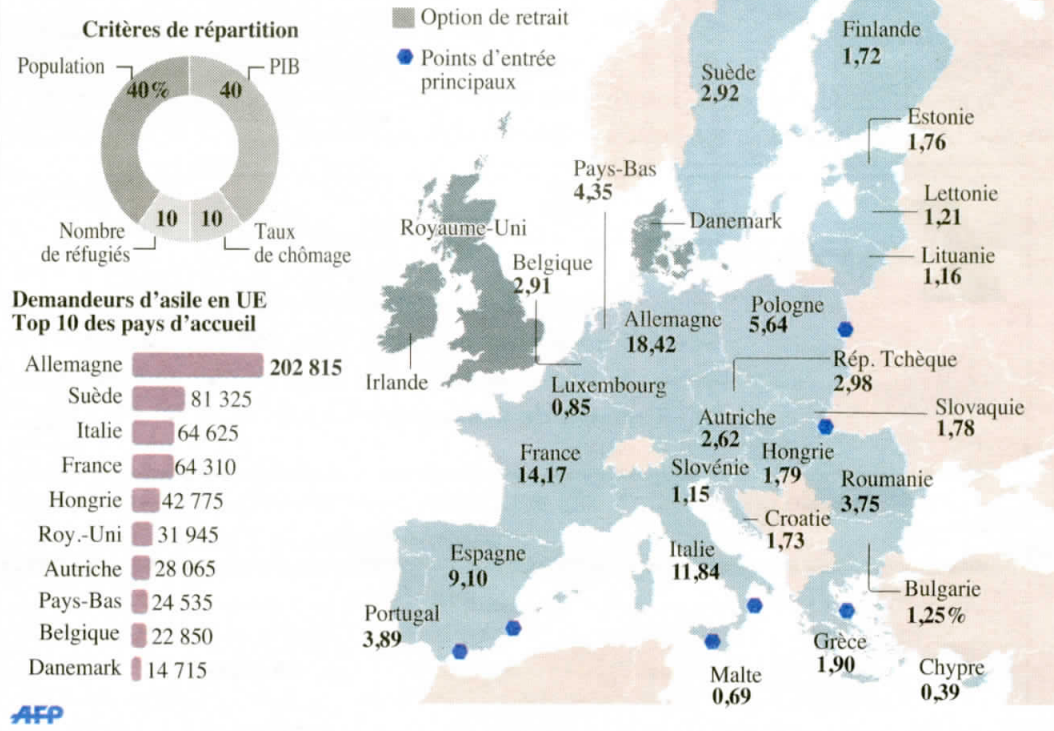 Critères de répartition
Population
40%
40
PIB
10
10
Nombre
de réfugiés
Taux
de chômage
Demandeurs d'asile en UE
Top 10 des pays d'accueil
Allemagne 202 815
Suède 81 325
Italie 64 625
France 64 310
Hongrie 42 775
Roy.-Uni 31 945
Autriche 28 065
Pays-Bas 24 535
Belgique 22 850
Danemark 14 715
AFP
Option de retrait
Points d'entrée
principaux
Finlande
1,72
Suède
2,92
Estonie
1,76
Pays-Bas
4,35
Lettonie
1,21
Danemark
Royaume-Uni
Lituanie
1,16
Belgique
2,91
Pologne
5,64
Allemagne
18,42
Irlande
Luxembourg
0,85
Rép. Tchèque
2,98
Autriche
2,62
Slovaquie
1,78
France
14,17
Slovénie
1,15
Hongrie
1,79
Roumanie
3,75
Croatie
1,73
Espagne
9,10
Italie
11,84
Bulgarie
1,25%
Portugal
3,89
Grèce
1,90
Malte
0,69
Chypre
0,39